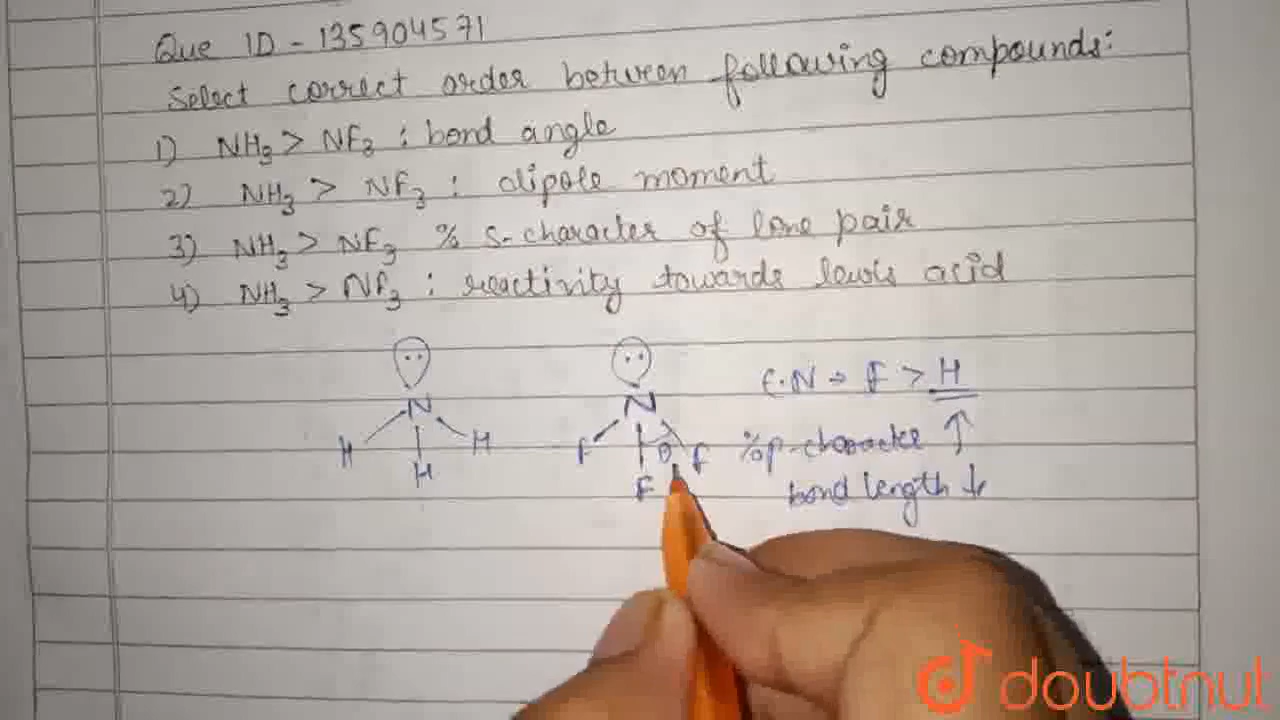 Que ID - 135904571
Select correct order between following compounds:
1) NH3 > NF3 : bond angle
2) NH3 > NF3 : dipole moment
3) NH3 > NF3 % s-character of lone pair
4) NH3 > NF3 : reactivity towards lewis acid
N N E.N → F > H
H H F F %p-character ↑
H F θ bond length ↓
doubtnut